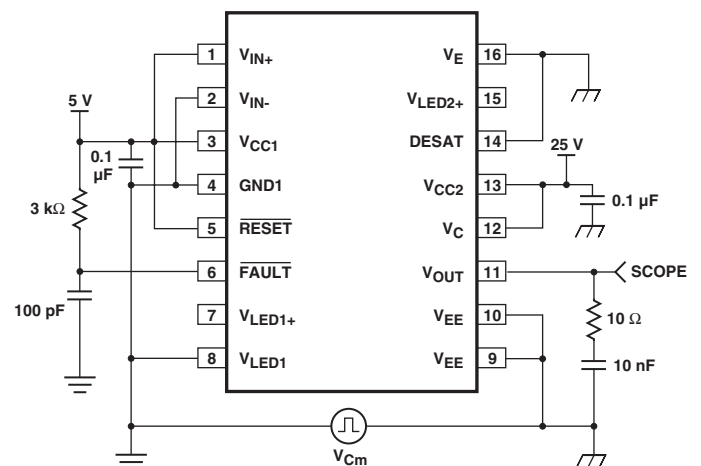 1 V_IN+
2 V_IN-
3 V_CC1
4 GND1
5 RESET
6 FAULT
7 V_LED1+
8 V_LED1
16 V_E
15 V_LED2+
14 DESAT
13 V_CC2
12 V_C
11 V_OUT
10 V_EE
9 V_EE
5 V
0.1
µF
3 kΩ
100 pF
25 V
0.1 µF
SCOPE
10 Ω
10 nF
V_Cm